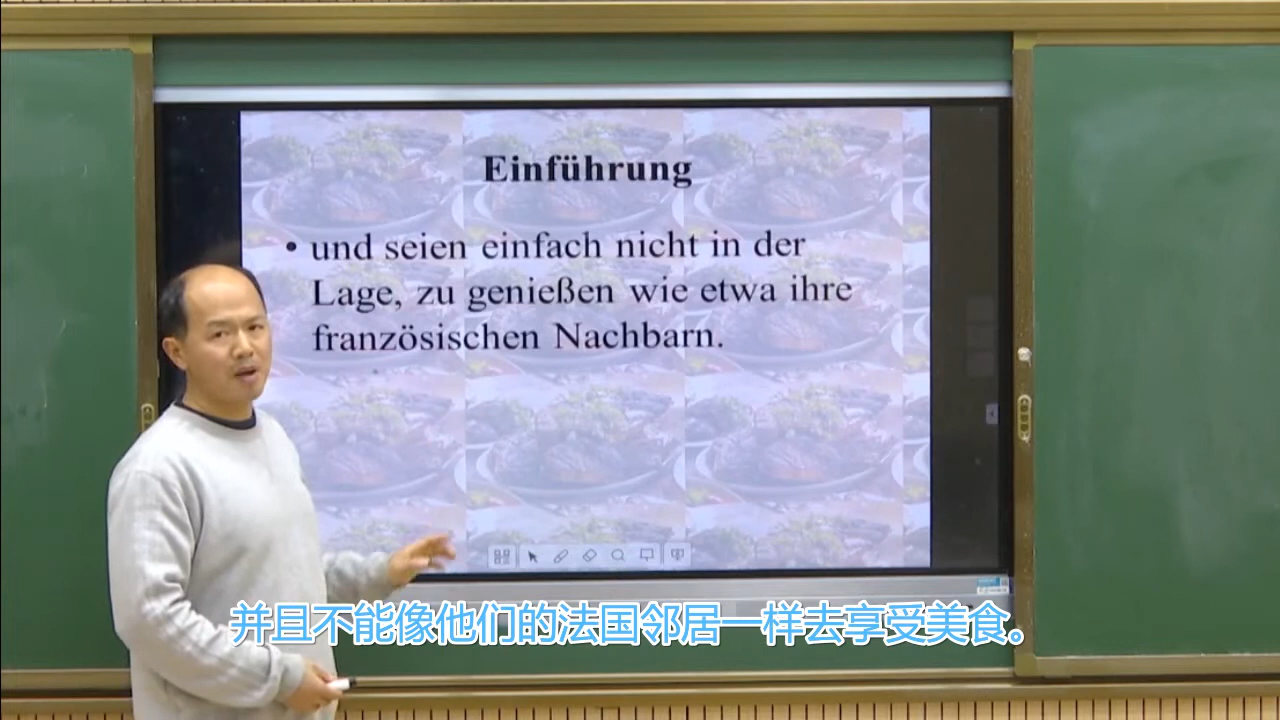 Einführung
• und seien einfach nicht in der
Lage, zu genießen wie etwa ihre
französischen Nachbarn.
并且不能像他们的法国邻居一样去享受美食。